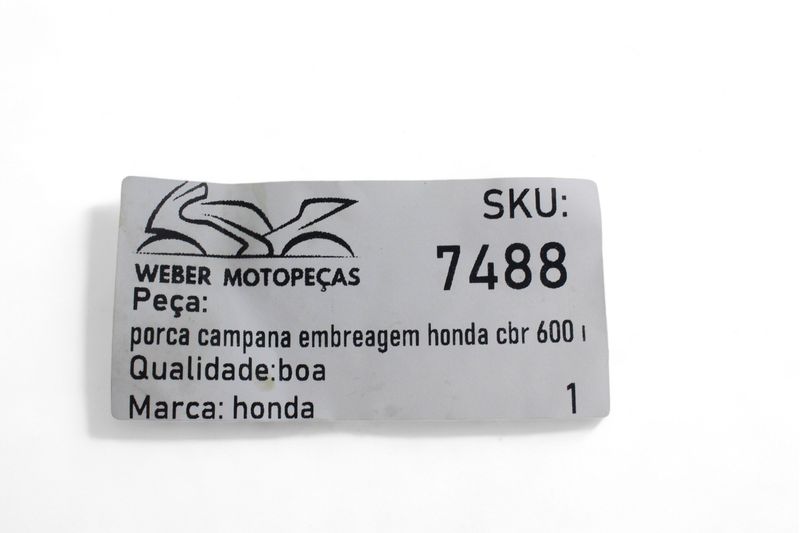 SKU:
7488
WEBER MOTOPEÇAS
Peça:
porca campana embreagem honda cbr 600
Qualidade:boa
Marca: honda
1